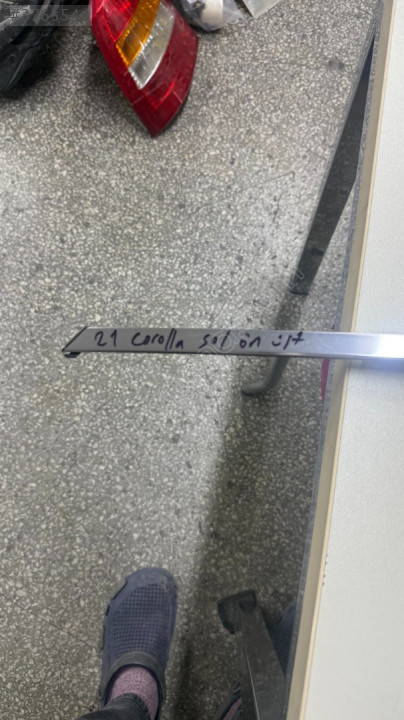 21 Corolla sol ön üst